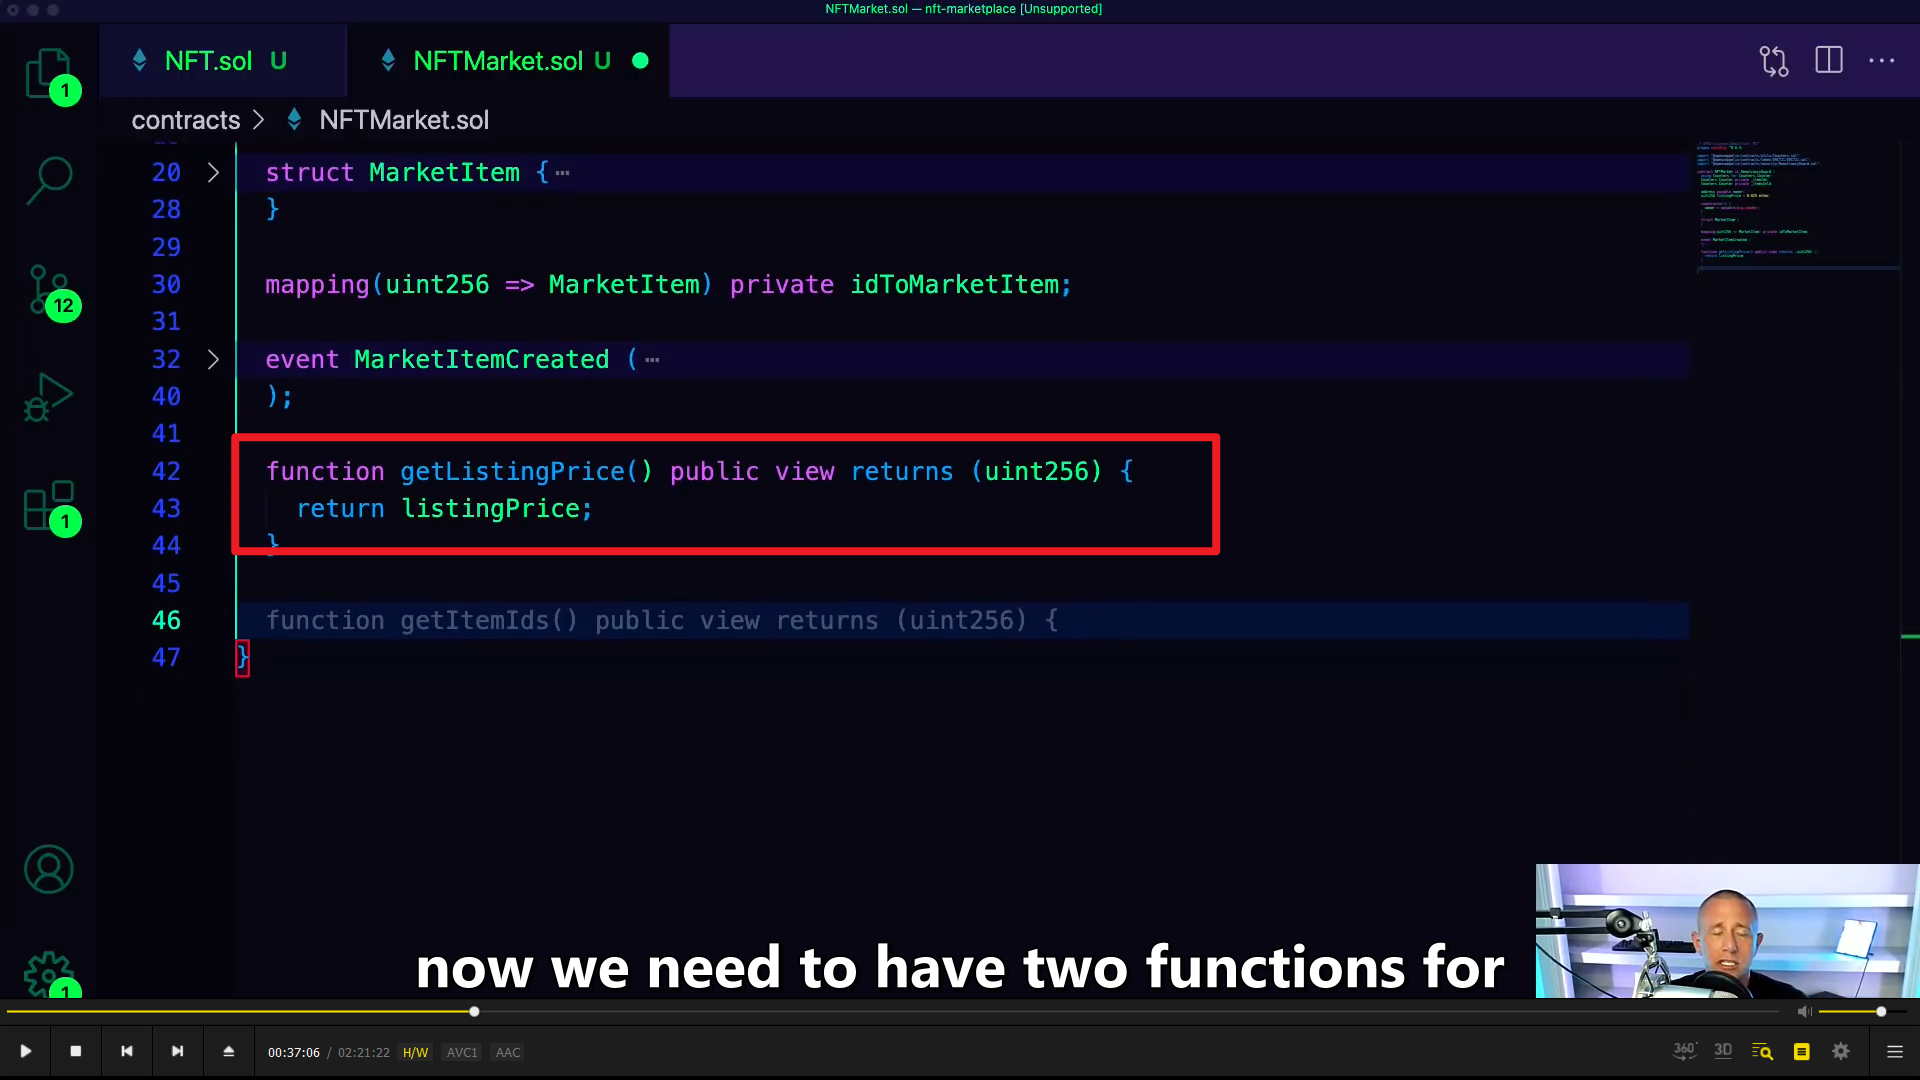 NFTMarket.sol — nft-marketplace [Unsupported]
NFT.sol U
NFTMarket.sol U
contracts > NFTMarket.sol
1
12
1
1
20 > struct MarketItem {…
28 }
29
30 mapping(uint256 => MarketItem) private idToMarketItem;
31
32 > event MarketItemCreated (…
40 );
41
42 function getListingPrice() public view returns (uint256) {
43 return listingPrice;
44 }
45
46 function getItemIds() public view returns (uint256) {
47 }
now we need to have two functions for
00:37:06 / 02:21:22 H/W AVC1 AAC
360° 3D